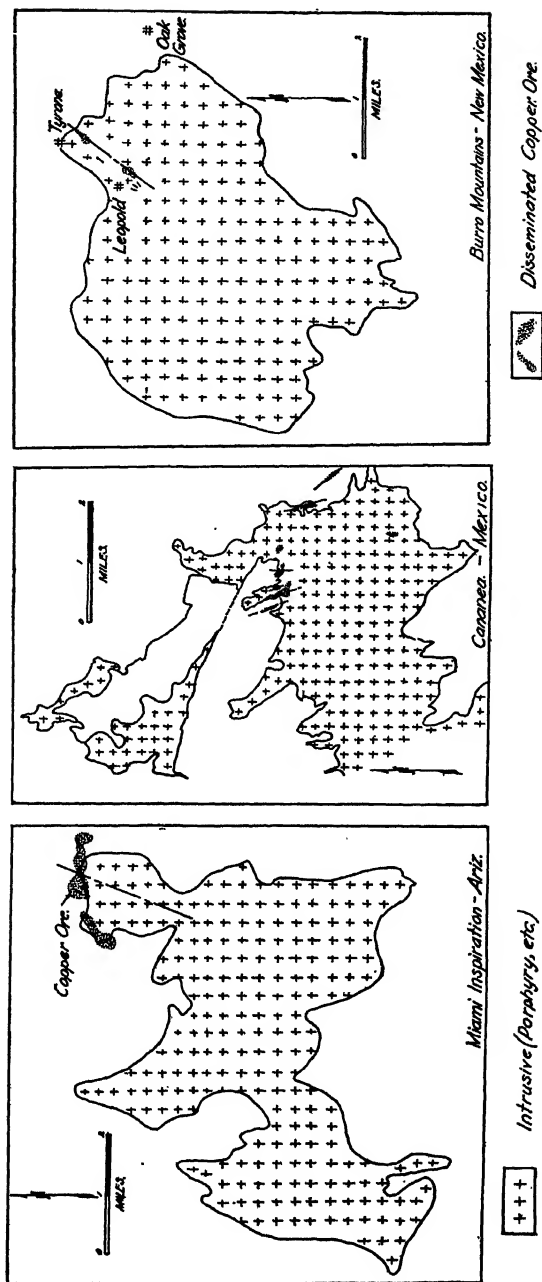 Copper Ore.
MILES.
Miami Inspiration - Ariz.
MILES.
Cananea. - Mexico.
# Tyrone.
Leopold #
# Oak
Grove.
MILES.
Burro Mountains - New Mexico.
Intrusive (Porphyry, etc.)
Disseminated Copper Ore.